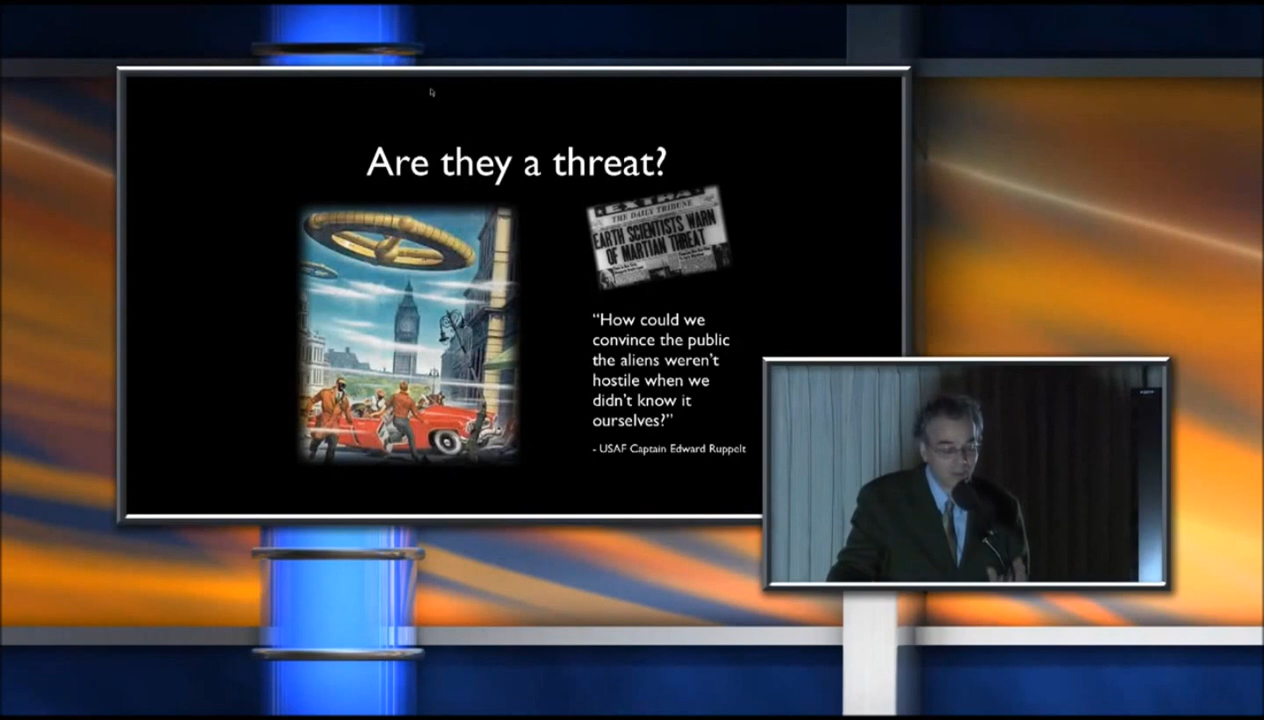 Are they a threat?
EXTRA!
THE DAILY TRIBUNE
EARTH SCIENTISTS WARN
OF MARTIAN THREAT
“How could we
convince the public
the aliens weren’t
hostile when we
didn’t know it
ourselves?”
- USAF Captain Edward Ruppelt